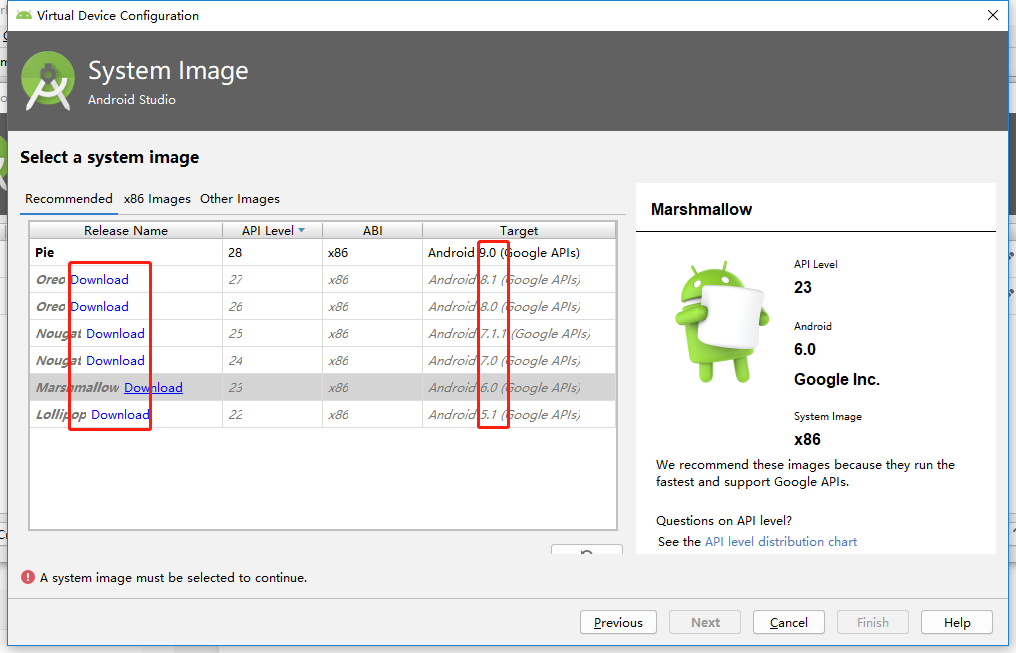 Virtual Device Configuration
System Image
Android Studio
Select a system image
Recommended x86 Images Other Images
Release Name API Level ABI Target
Pie 28 x86 Android 9.0 (Google APIs)
Oreo Download 27 x86 Android 8.1 (Google APIs)
Oreo Download 26 x86 Android 8.0 (Google APIs)
Nougat Download 25 x86 Android 7.1.1 (Google APIs)
Nougat Download 24 x86 Android 7.0 (Google APIs)
Marshmallow Download 23 x86 Android 6.0 (Google APIs)
Lollipop Download 22 x86 Android 5.1 (Google APIs)
Marshmallow
API Level
23
Android
6.0
Google Inc.
System Image
x86
We recommend these images because they run the
fastest and support Google APIs.
Questions on API level?
See the API level distribution chart
A system image must be selected to continue.
Previous Next Cancel Finish Help